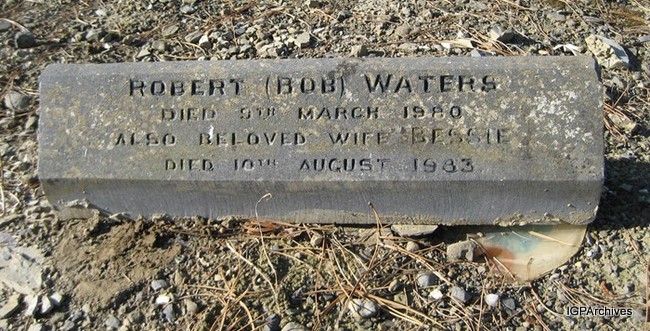 ROBERT (BOB) WATERS
DIED 9TH MARCH 1980
ALSO BELOVED WIFE BESSIE
DIED 10TH AUGUST 1983
IGPArchives